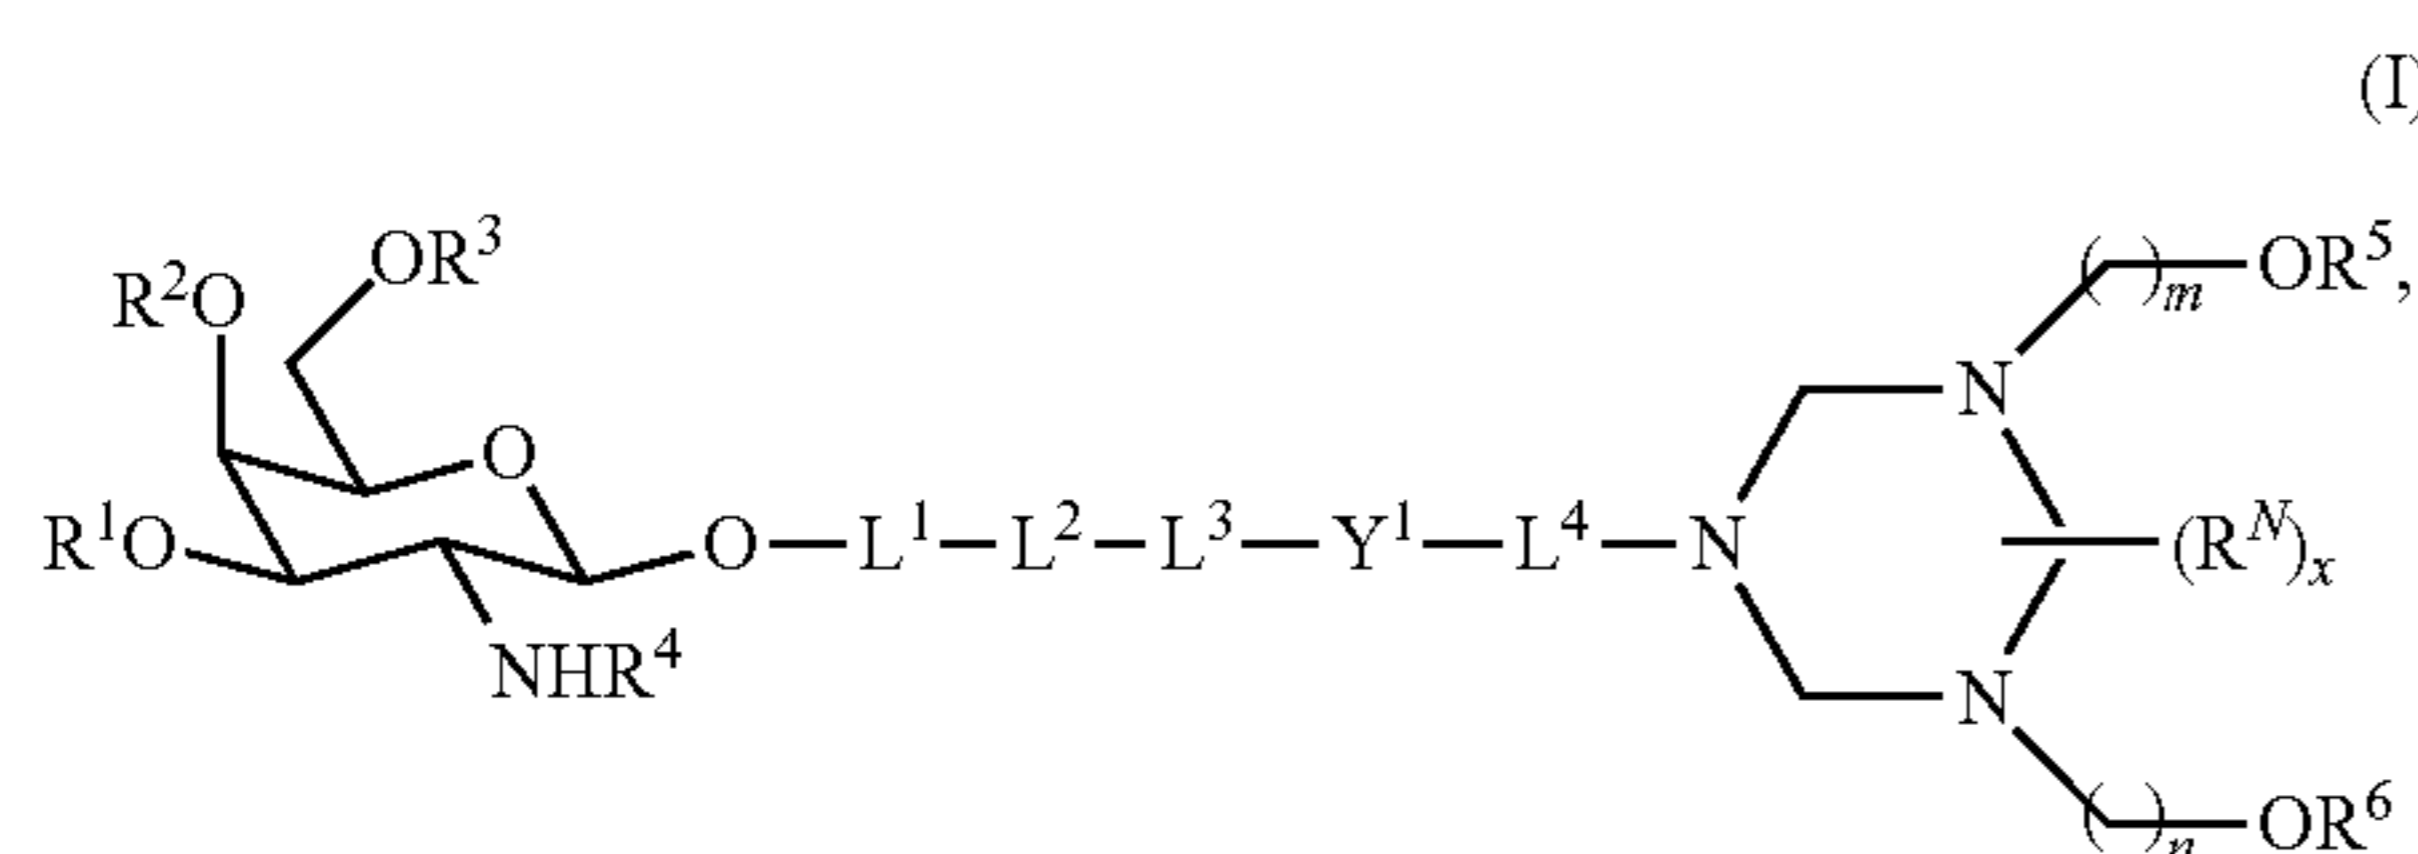 (I)
R²O OR³ ( )m OR⁵,
N
O
R¹O O—L¹—L²—L³—Y¹—L⁴—N (Rᴺ)x
NHR⁴ N
( )n OR⁶